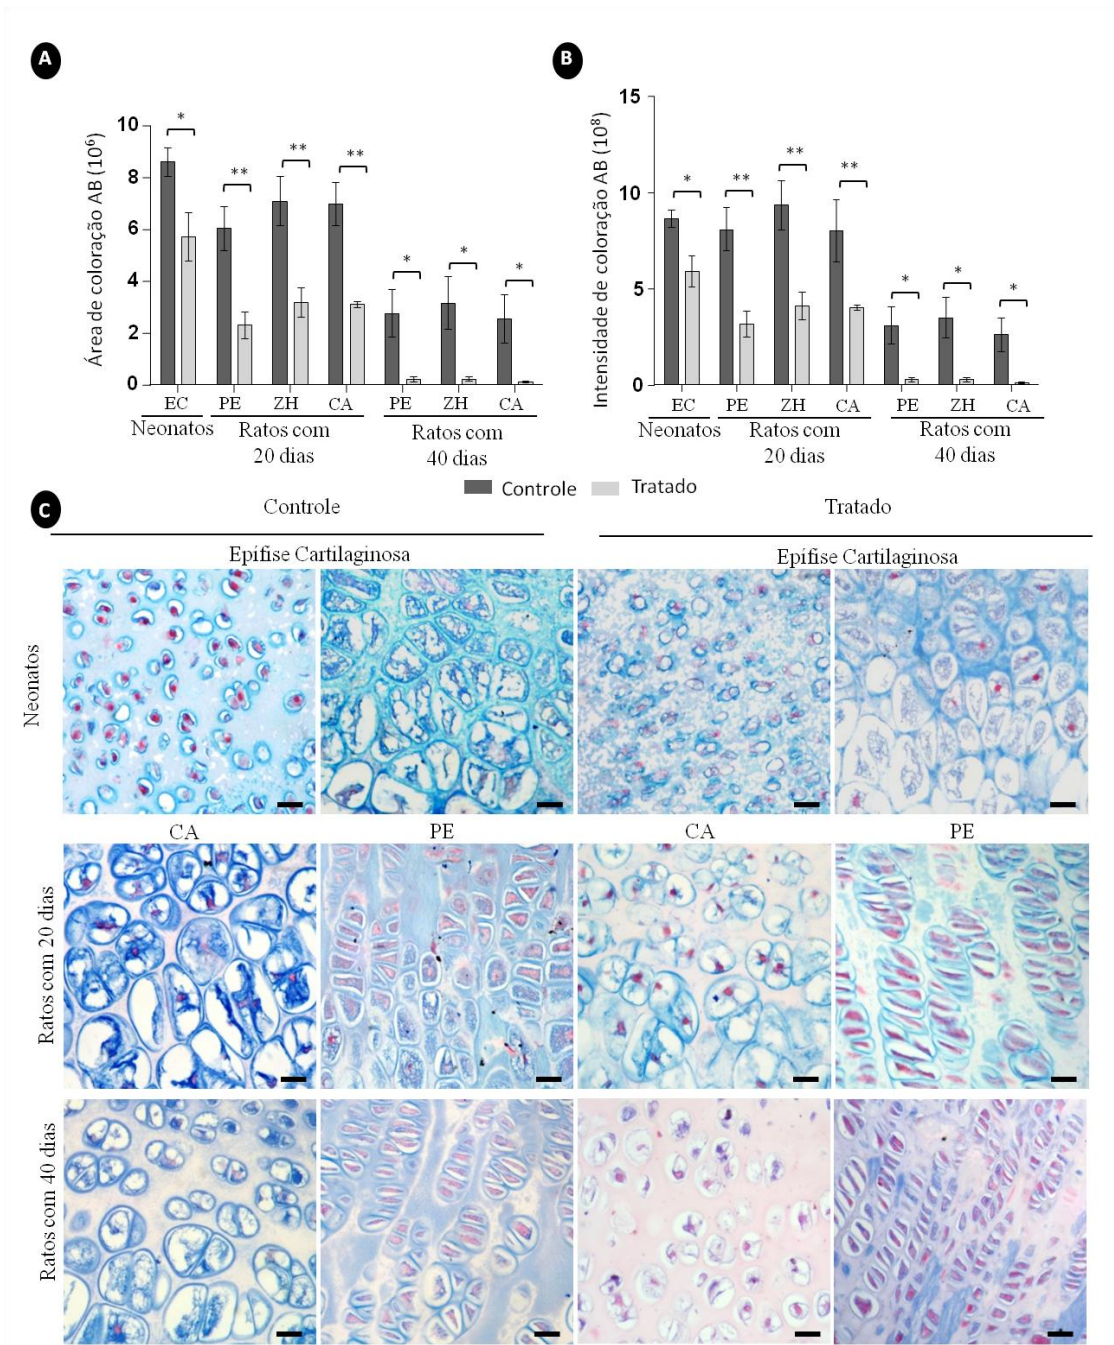 A
B
Área de coloração AB (10⁶)
10
8
6
4
2
0
*
**
**
**
*
*
*
EC
PE
ZH
CA
PE
ZH
CA
Neonatos
Ratos com
20 dias
Ratos com
40 dias
Intensidade de coloração AB (10⁸)
15
10
5
0
*
**
**
**
*
*
*
EC
PE
ZH
CA
PE
ZH
CA
Neonatos
Ratos com
20 dias
Ratos com
40 dias
Controle
Tratado
C
Controle
Tratado
Epífise Cartilaginosa
Epífise Cartilaginosa
Neonatos
CA
PE
CA
PE
Ratos com 20 dias
Ratos com 40 dias